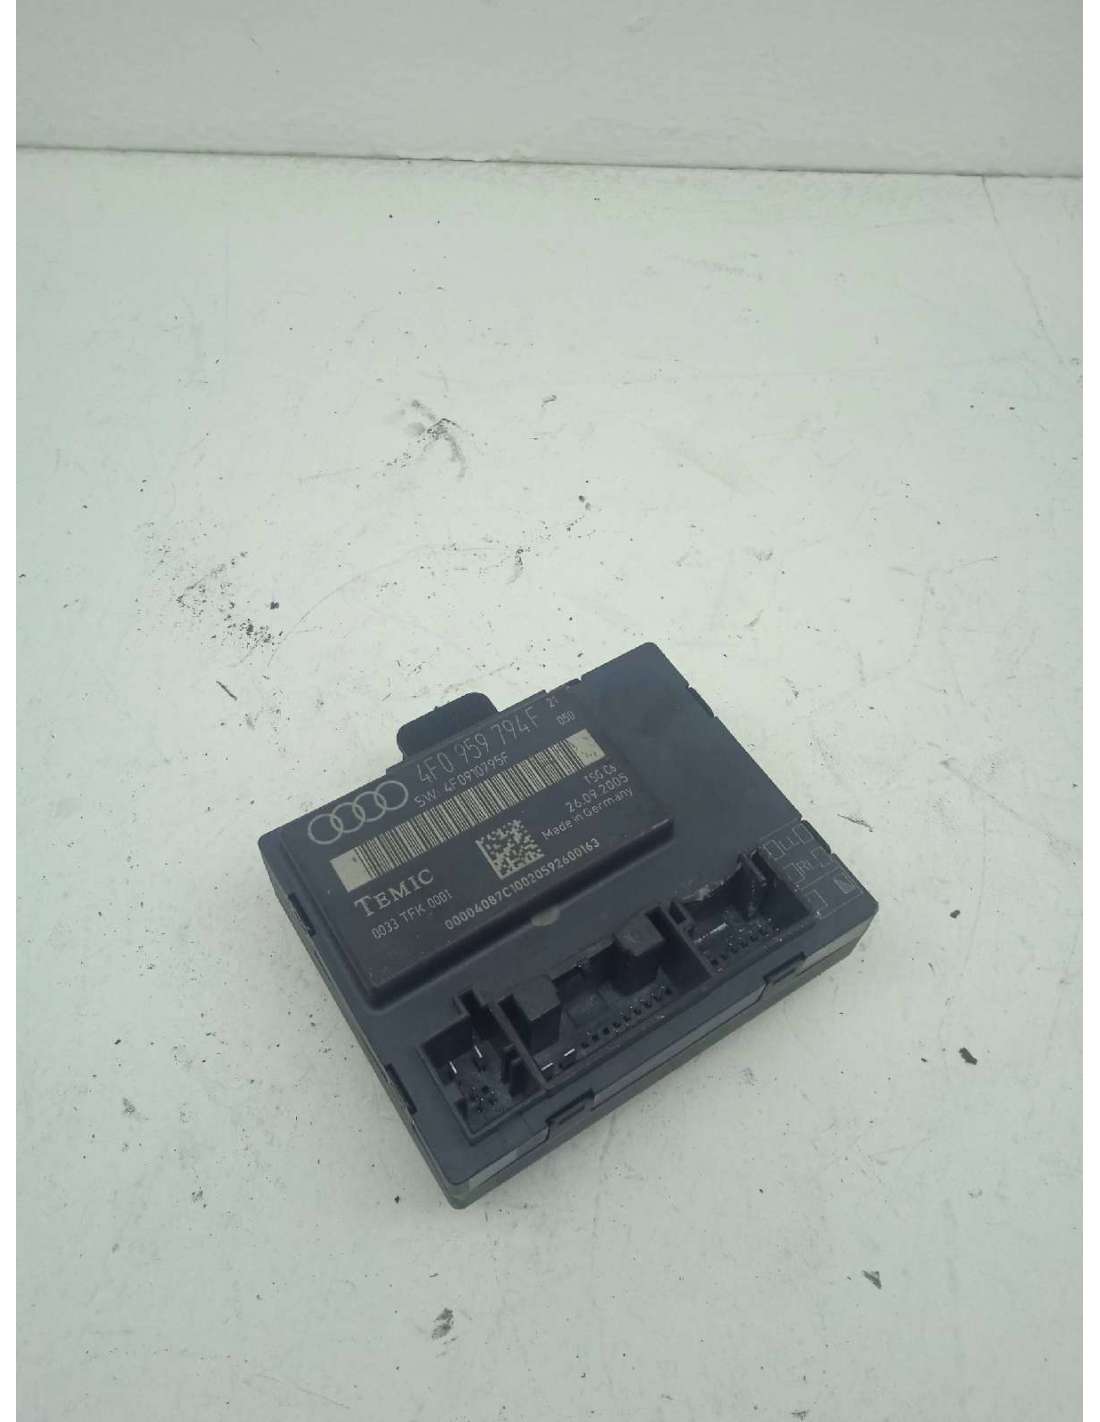 4F0 959 794F 21
SW: 4F0910795F 050
TEMIC TSG C6
0033 TFK 0001 26.09.2005
Made in Germany
00004087C10020592600163